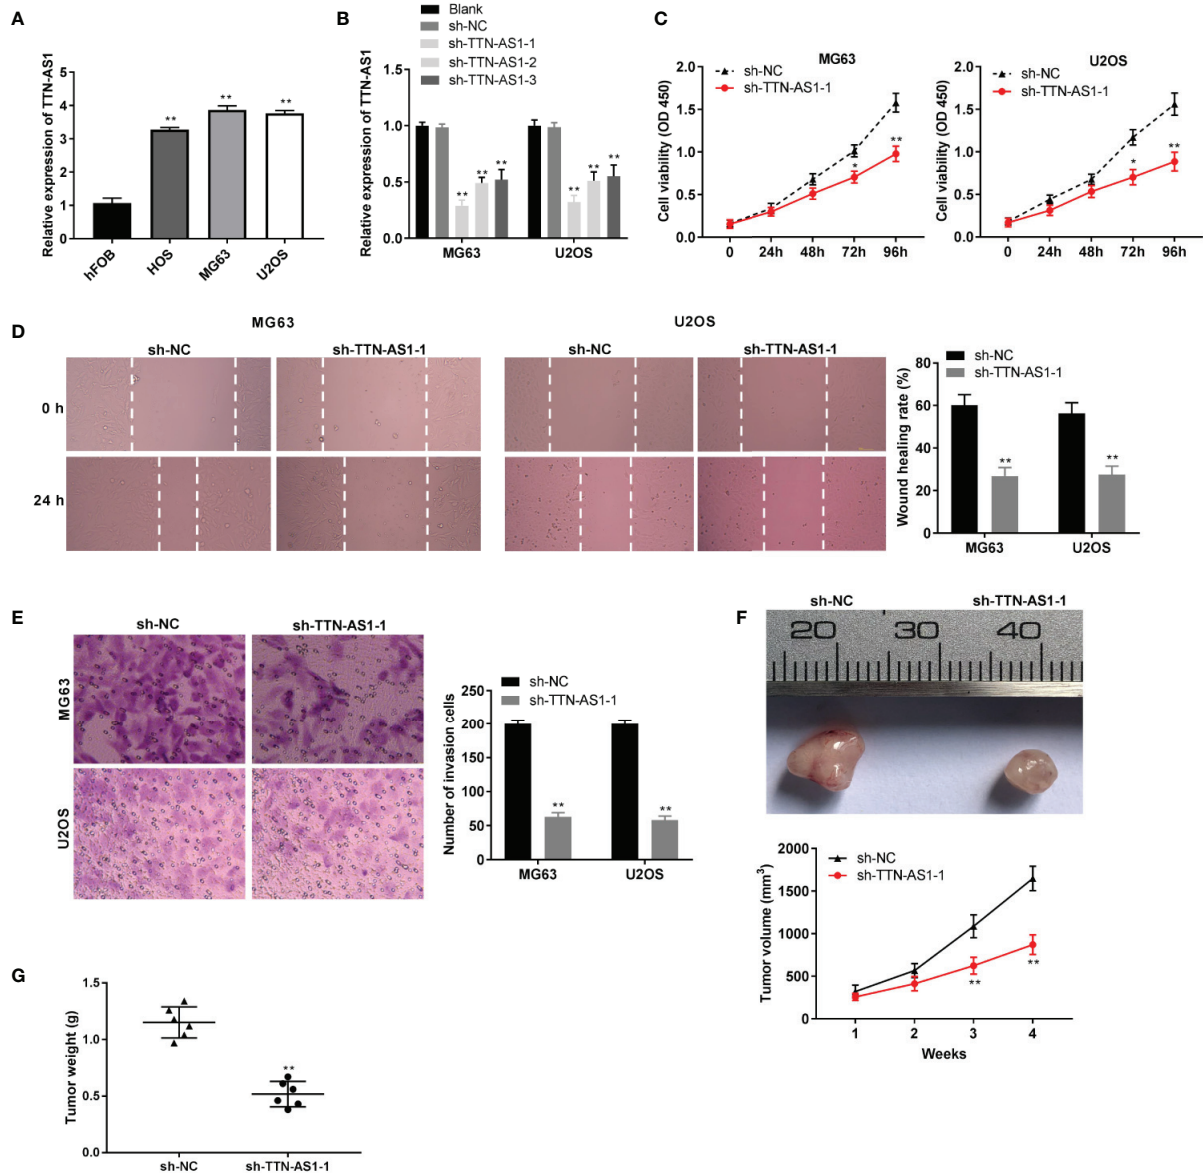 A
Relative expression of TTN-AS1
5
4
3
2
1
0
**
**
**
hFOB
HOS
MG63
U2OS
B
Blank
sh-NC
sh-TTN-AS1-1
sh-TTN-AS1-2
sh-TTN-AS1-3
Relative expression of TTN-AS1
1.5
1.0
0.5
0.0
**
**
**
**
**
**
MG63
U2OS
C
MG63
sh-NC
sh-TTN-AS1-1
Cell viability (OD 450)
2.0
1.5
1.0
0.5
0.0
*
**
0
24h
48h
72h
96h
U2OS
sh-NC
sh-TTN-AS1-1
Cell viability (OD 450)
2.0
1.5
1.0
0.5
0.0
*
**
0
24h
48h
72h
96h
D
MG63
U2OS
sh-NC
sh-TTN-AS1-1
sh-NC
sh-TTN-AS1-1
0 h
24 h
sh-NC
sh-TTN-AS1-1
Wound healing rate (%)
80
60
40
20
0
**
**
MG63
U2OS
E
sh-NC
sh-TTN-AS1-1
MG63
U2OS
sh-NC
sh-TTN-AS1-1
Number of invasion cells
250
200
150
100
50
0
**
**
MG63
U2OS
F
sh-NC
sh-TTN-AS1-1
20
30
40
sh-NC
sh-TTN-AS1-1
Tumor volume (mm³)
2000
1500
1000
500
0
**
**
1
2
3
4
Weeks
G
Tumor weight (g)
1.5
1.0
0.5
0.0
**
sh-NC
sh-TTN-AS1-1